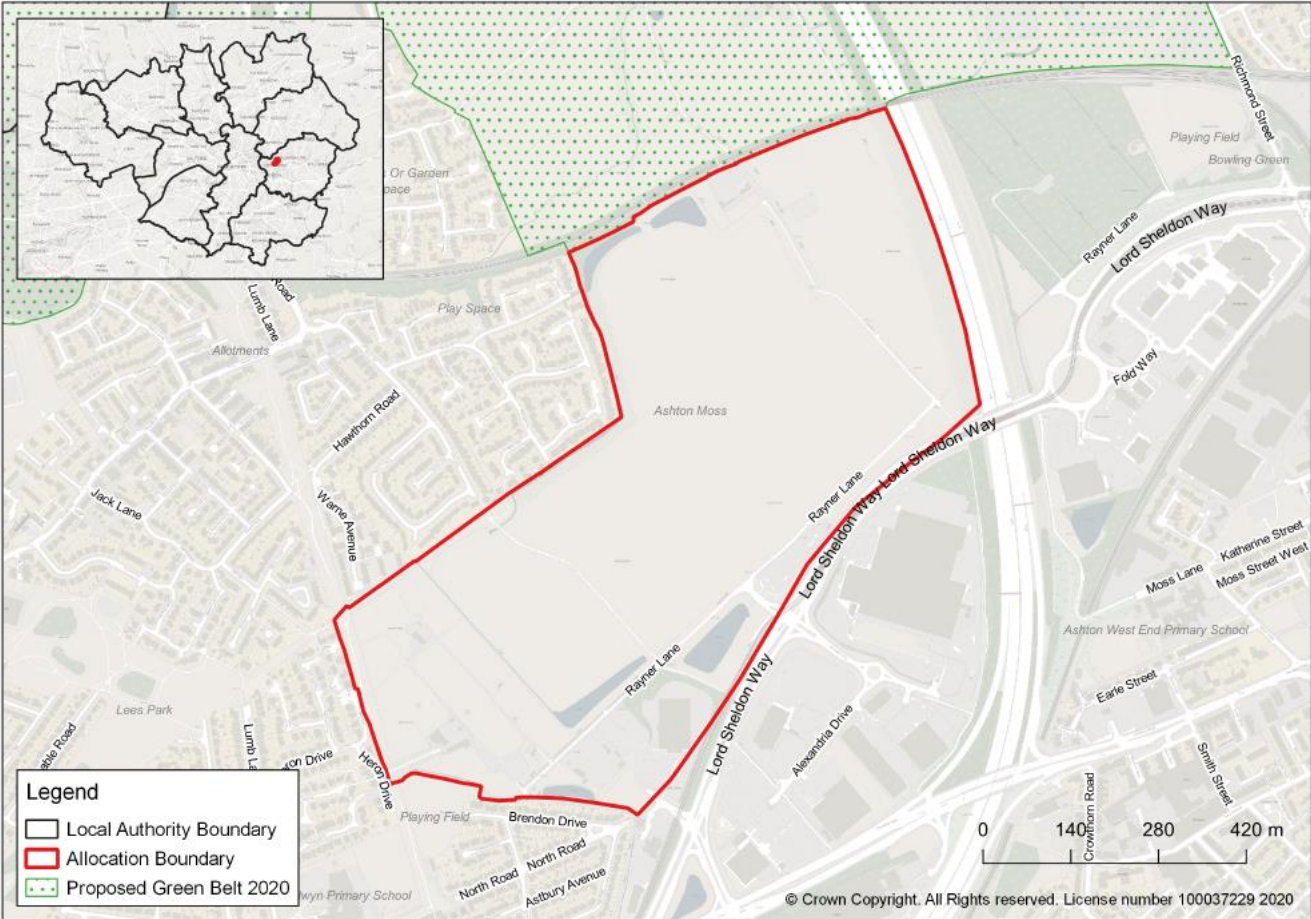 Richmond Street
Playing Field
Bowling Green
Or Garden
pace
Rayner Lane
Lord Sheldon Way
Road
Lumb Lane
Play Space
Allotments
Fold Way
Hawthorn Road
Ashton Moss
Lord Sheldon Way
Jack Lane
Warne Avenue
Rayner Lane
Lord Sheldon Way
Katherine Street
Moss Lane
Moss Street West
Ashton West End Primary School
Rayner Lane
Earle Street
Lees Park
Lord Sheldon Way
Alexandria Drive
able Road
Lumb La
on Drive
Heron Drive
Smith Street
Crowthorn Road
Playing Field
Brendon Drive
North Road
North Road
Astbury Avenue
wyn Primary School
Legend
Local Authority Boundary
Allocation Boundary
Proposed Green Belt 2020
0 140 280 420 m
© Crown Copyright. All Rights reserved. License number 100037229 2020